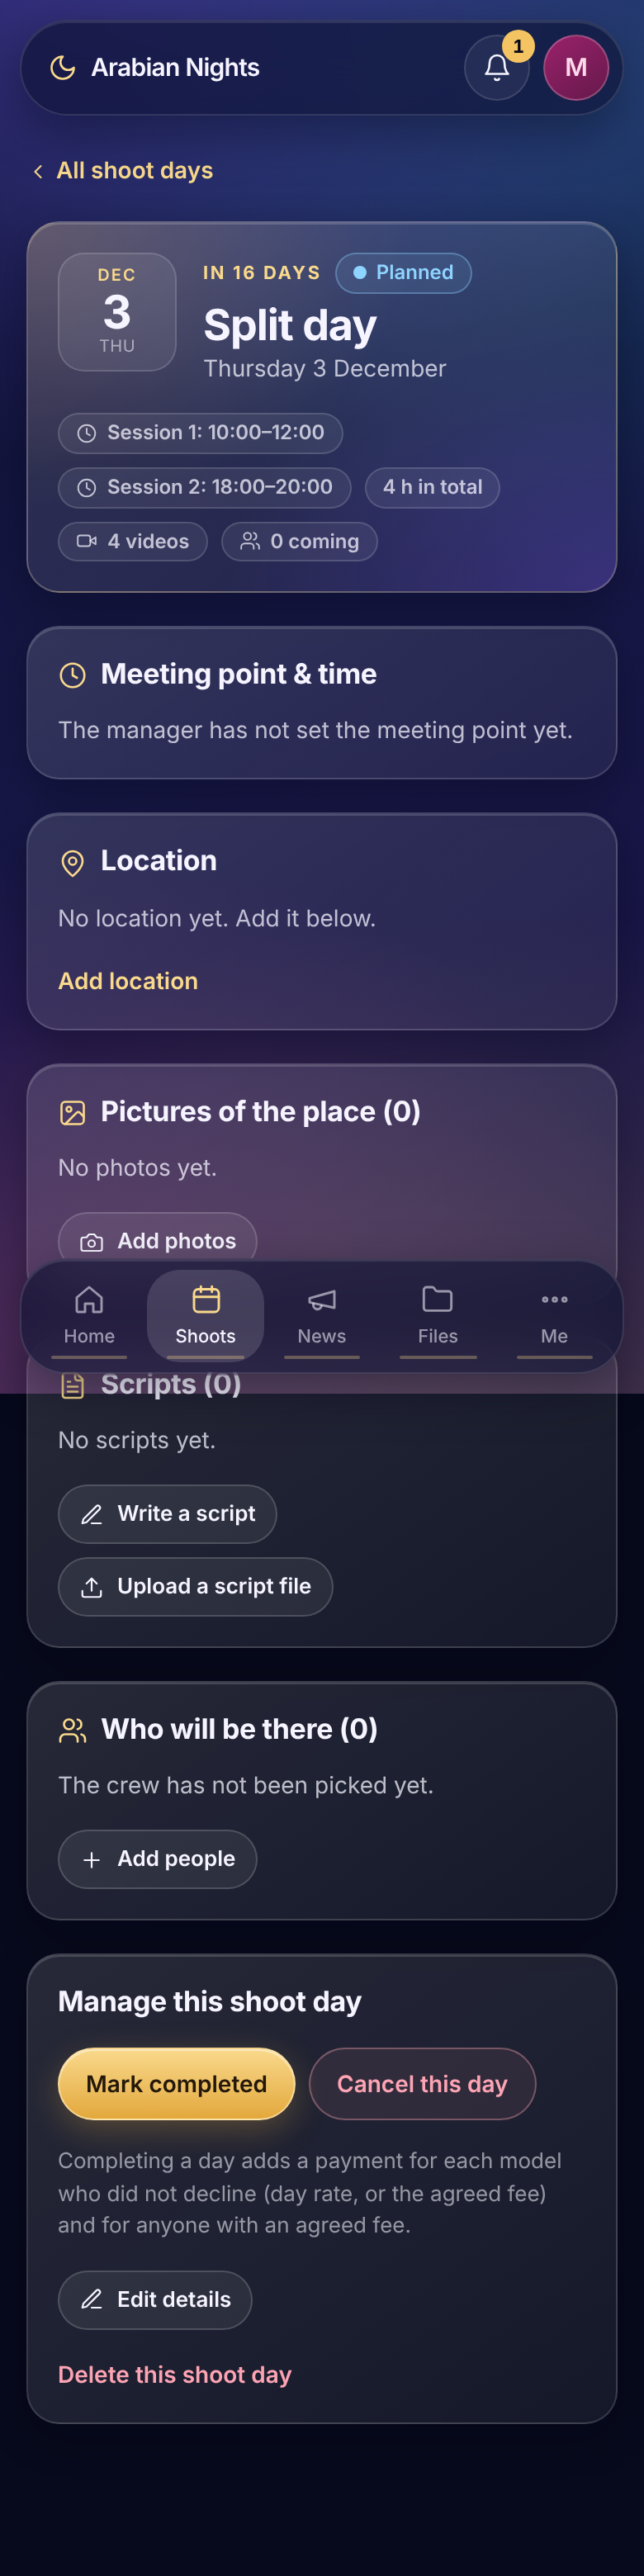 Arabian Nights
1
M
All shoot days
DEC
3
THU
IN 16 DAYS
Planned
Split day
Thursday 3 December
Session 1: 10:00–12:00
Session 2: 18:00–20:00
4 h in total
4 videos
0 coming
Meeting point & time
The manager has not set the meeting point yet.
Location
No location yet. Add it below.
Add location
Pictures of the place (0)
No photos yet.
Add photos
Home
Shoots
News
Files
Me
Scripts (0)
No scripts yet.
Write a script
Upload a script file
Who will be there (0)
The crew has not been picked yet.
Add people
Manage this shoot day
Mark completed
Cancel this day
Completing a day adds a payment for each model
who did not decline (day rate, or the agreed fee)
and for anyone with an agreed fee.
Edit details
Delete this shoot day